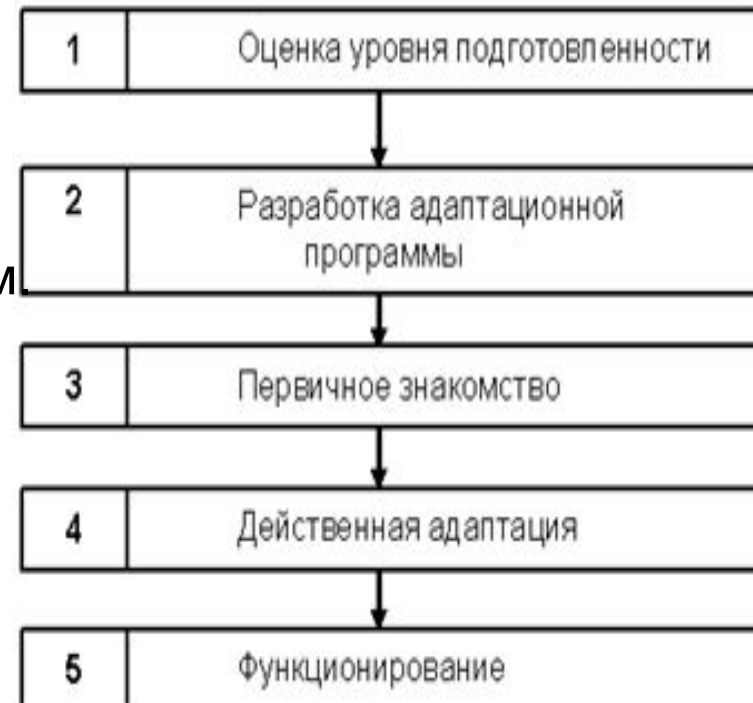 1 Оценка уровня подготовленности
2 Разработка адаптационной
программы
м.
3 Первичное знакомство
4 Действенная адаптация
5 Функционирование